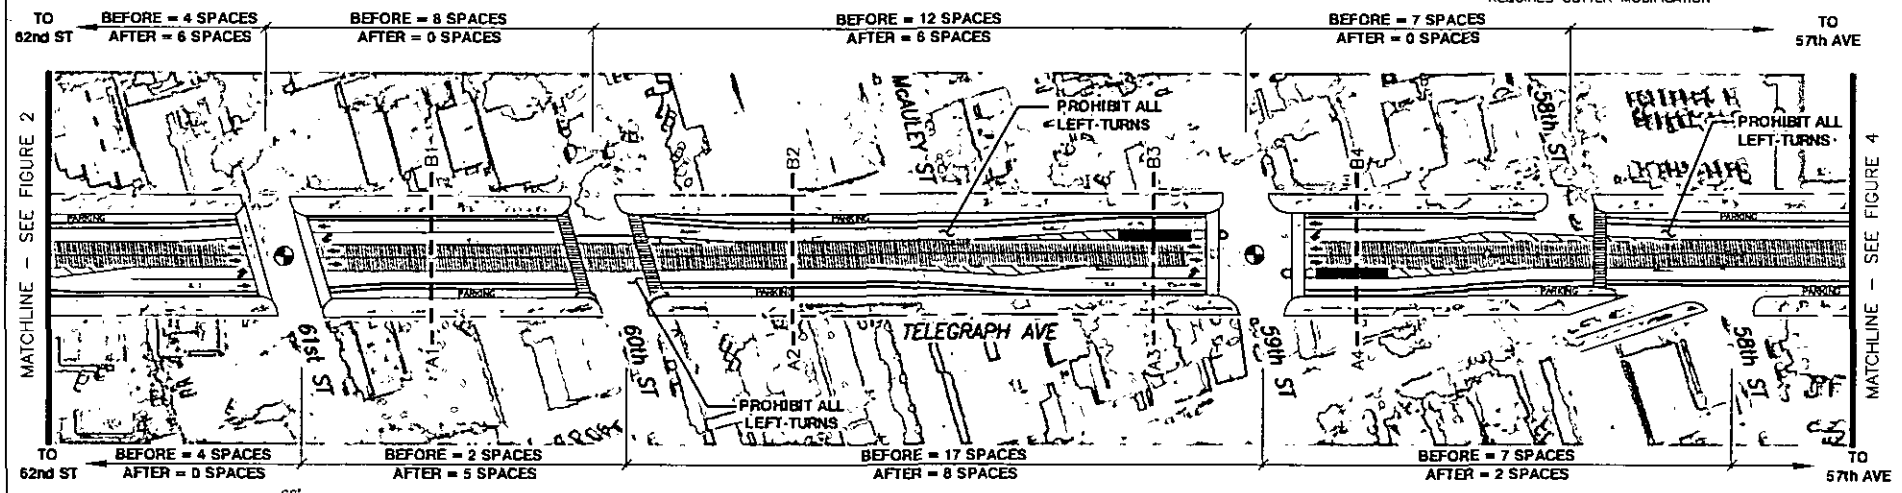 REQUIRES GUTTER MODIFICATION
TO
62nd ST
BEFORE = 4 SPACES
AFTER = 6 SPACES
BEFORE = 8 SPACES
AFTER = 0 SPACES
BEFORE = 12 SPACES
AFTER = 6 SPACES
BEFORE = 7 SPACES
AFTER = 0 SPACES
TO
57th AVE
MATCHLINE - SEE FIGURE 2
B1
B2
MCAULEY ST
PROHIBIT ALL
LEFT-TURNS
B3
B4
58th ST
PROHIBIT ALL
LEFT-TURNS
MATCHLINE - SEE FIGURE 4
PARKING
PARKING
PARKING
PARKING
PARKING
PARKING
PARKING
61st ST
A1
60th ST
A2
TELEGRAPH AVE
A3
59th ST
A4
58th ST
PROHIBIT ALL
LEFT-TURNS
TO
62nd ST
BEFORE = 4 SPACES
AFTER = 0 SPACES
BEFORE = 2 SPACES
AFTER = 5 SPACES
BEFORE = 17 SPACES
AFTER = 8 SPACES
BEFORE = 7 SPACES
AFTER = 2 SPACES
TO
57th AVE